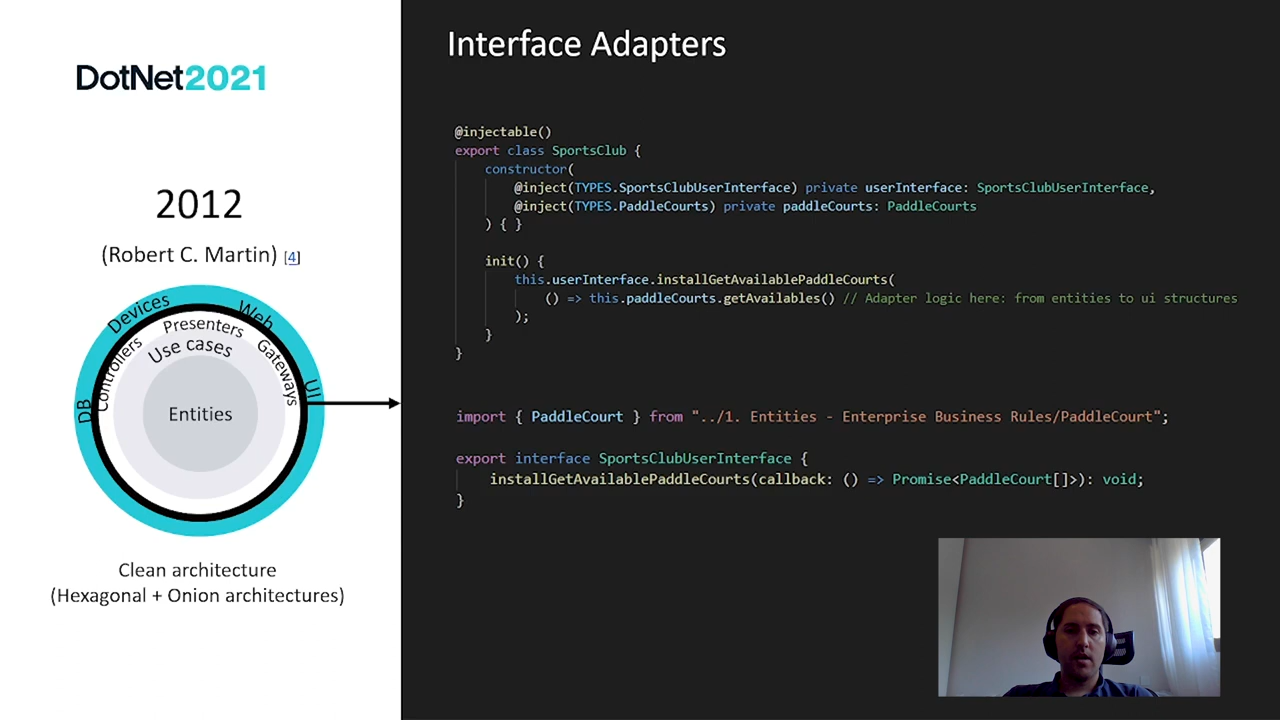 DotNet2021
2012
(Robert C. Martin) [4]
Devices
Web
Presenters
Controllers
Use cases
Gateways
UI
DB
Entities
Clean architecture
(Hexagonal + Onion architectures)
Interface Adapters
@injectable()
export class SportsClub {
constructor(
@inject(TYPES.SportsClubUserInterface) private userInterface: SportsClubUserInterface,
@inject(TYPES.PaddleCourts) private paddleCourts: PaddleCourts
) { }
init() {
this.userInterface.installGetAvailablePaddleCourts(
() => this.paddleCourts.getAvailables() // Adapter logic here: from entities to ui structures
);
}
}
import { PaddleCourt } from "../1. Entities - Enterprise Business Rules/PaddleCourt";
export interface SportsClubUserInterface {
installGetAvailablePaddleCourts(callback: () => Promise<PaddleCourt[]>): void;
}